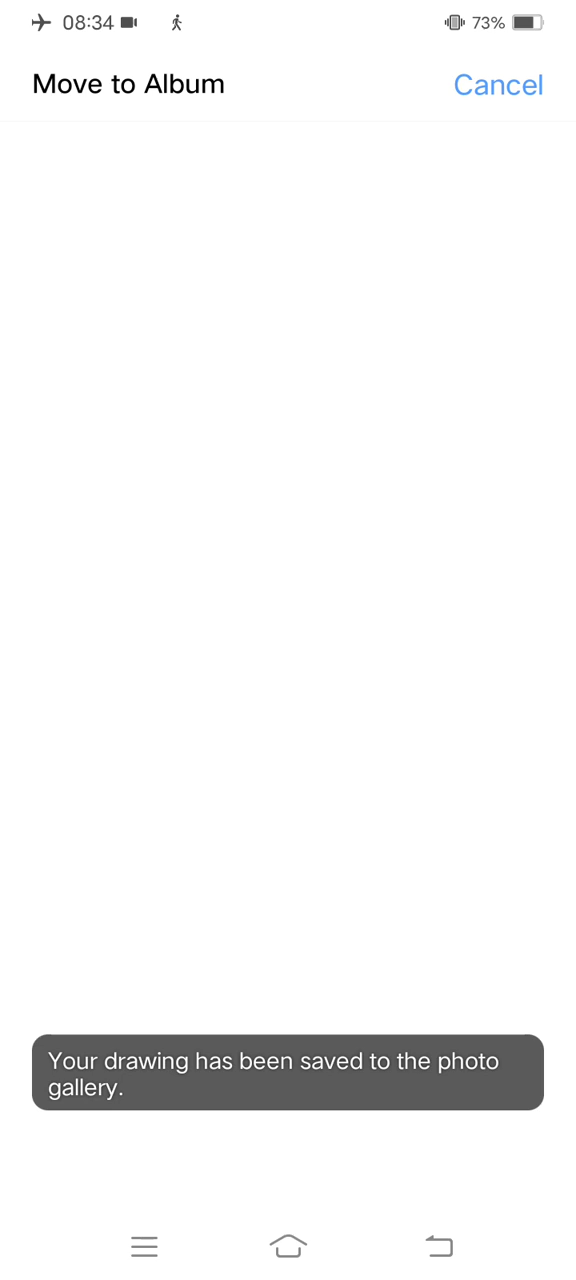 08:34
73%
Move to Album
Cancel
Your drawing has been saved to the photo
gallery.